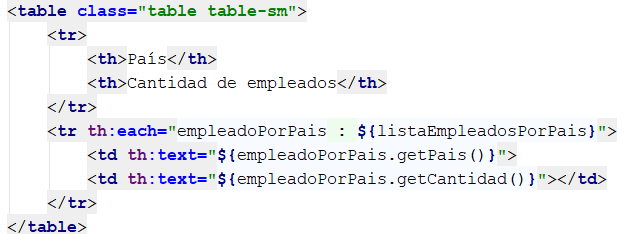 <table class="table table-sm">
<tr>
<th>País</th>
<th>Cantidad de empleados</th>
</tr>
<tr th:each="empleadoPorPais : ${listaEmpleadosPorPais}">
<td th:text="${empleadoPorPais.getPais()}">
<td th:text="${empleadoPorPais.getCantidad()}"></td>
</tr>
</table>